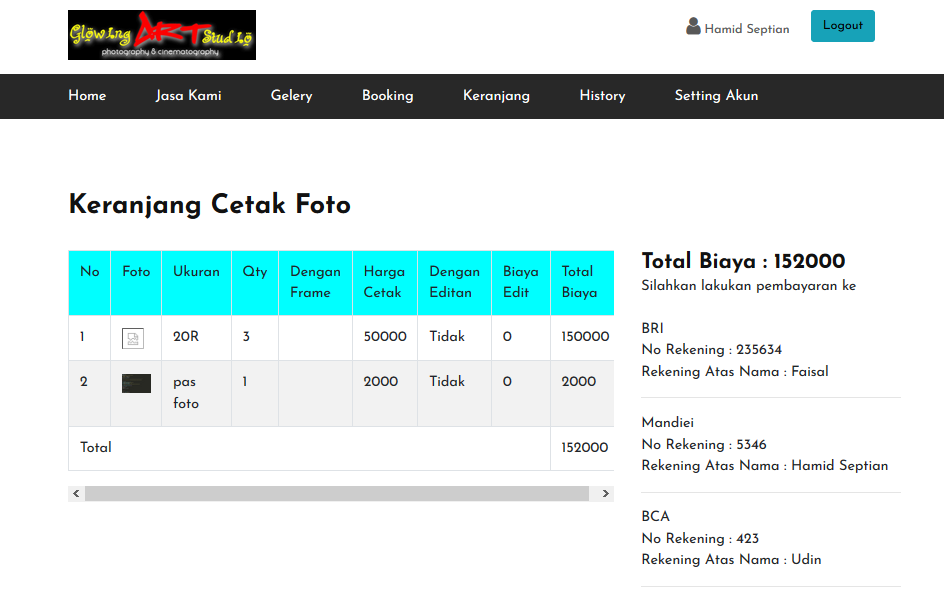 Glowing ART Studio
photography & cinematography
Hamid Septian
Logout
Home Jasa Kami Gelery Booking Keranjang History Setting Akun
Keranjang Cetak Foto
No Foto Ukuran Qty Dengan Frame Harga Cetak Dengan Editan Biaya Edit Total Biaya
1 20R 3 50000 Tidak 0 150000
2 pas foto 1 2000 Tidak 0 2000
Total 152000
Total Biaya : 152000
Silahkan lakukan pembayaran ke
BRI
No Rekening : 235634
Rekening Atas Nama : Faisal
Mandiei
No Rekening : 5346
Rekening Atas Nama : Hamid Septian
BCA
No Rekening : 423
Rekening Atas Nama : Udin